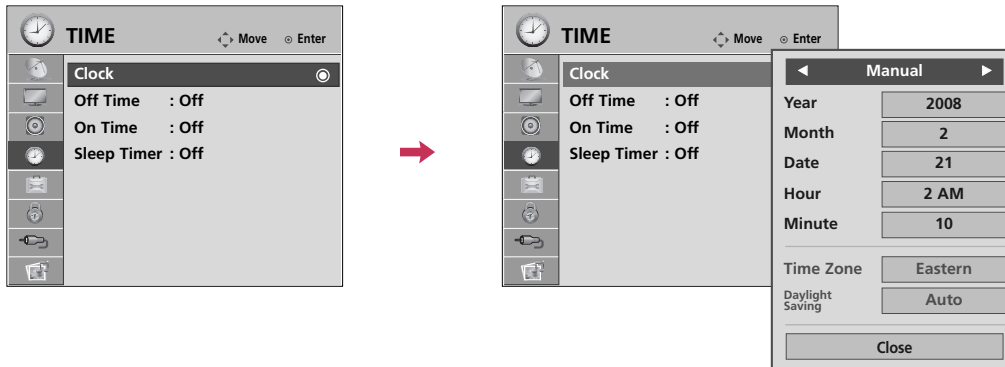 TIME Move Enter
Clock
Off Time : Off
On Time : Off
Sleep Timer : Off
TIME Move Enter
Clock
Off Time : Off
On Time : Off
Sleep Timer : Off
Manual
Year 2008
Month 2
Date 21
Hour 2 AM
Minute 10
Time Zone Eastern
Daylight
Saving Auto
Close